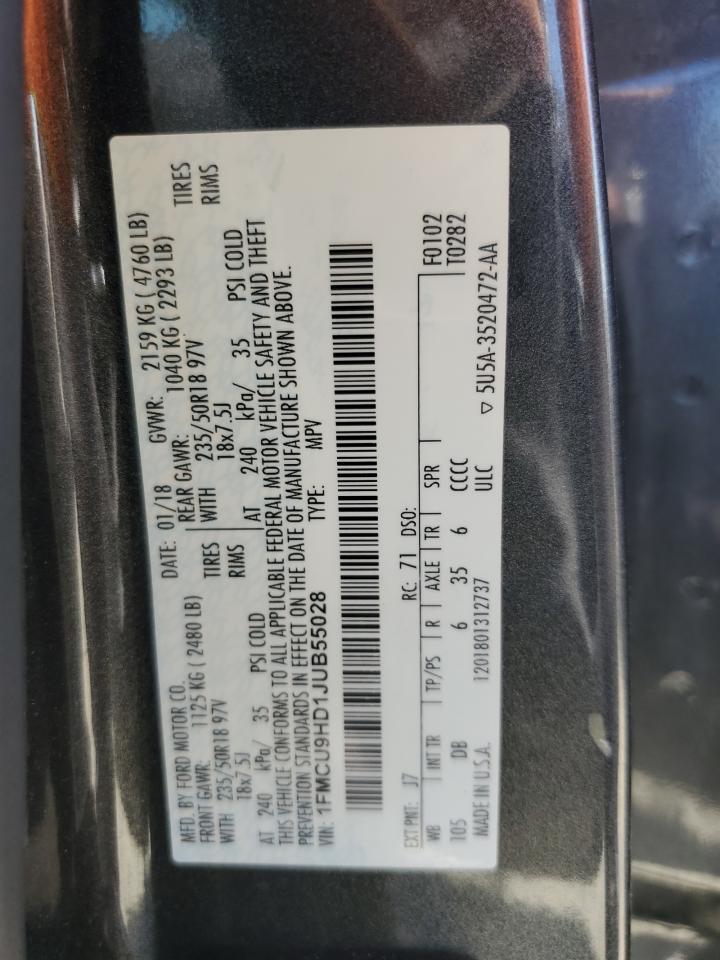 MFD. BY FORD MOTOR CO.
DATE: 01/18 GVWR: 2159 KG ( 4760 LB)
FRONT GAWR: 1125 KG ( 2480 LB) REAR GAWR: 1040 KG ( 2293 LB)
WITH 235/50R18 97V TIRES WITH 235/50R18 97V TIRES
18x7.5J RIMS 18x7.5J RIMS
AT 240 kPa/ 35 PSI COLD AT 240 kPa/ 35 PSI COLD
THIS VEHICLE CONFORMS TO ALL APPLICABLE FEDERAL MOTOR VEHICLE SAFETY AND THEFT
PREVENTION STANDARDS IN EFFECT ON THE DATE OF MANUFACTURE SHOWN ABOVE.
VIN: 1FMCU9HD1JUB55028 TYPE: MPV
EXT PNT: J7 RC: 71 DSO:
WB INT TR TP/PS R AXLE TR SPR F0102
105 DB 6 35 6 CCCC T0282
MADE IN U.S.A. 1201801312737 ULC ▽ 5U5A-3520472-AA